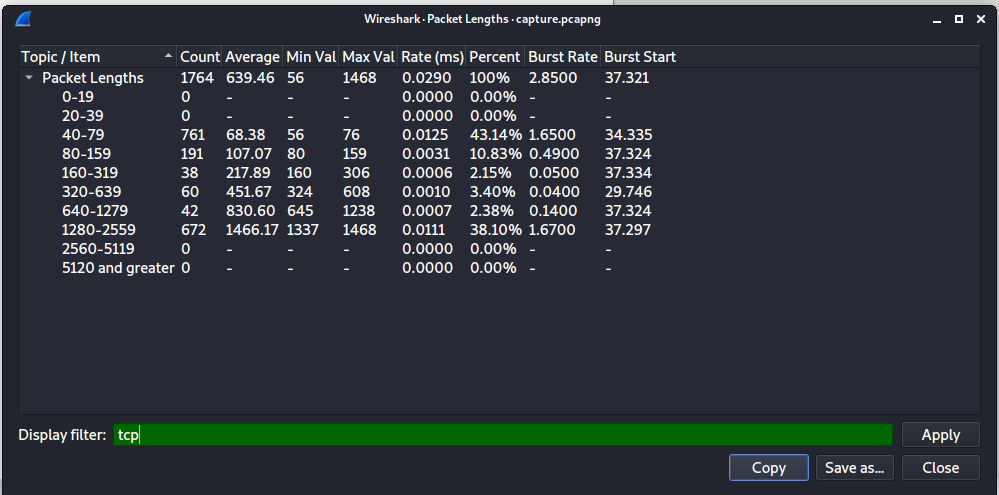 Wireshark · Packet Lengths · capture.pcapng
Topic / Item Count Average Min Val Max Val Rate (ms) Percent Burst Rate Burst Start
Packet Lengths 1764 639.46 56 1468 0.0290 100% 2.8500 37.321
0-19 0 - - - 0.0000 0.00% - -
20-39 0 - - - 0.0000 0.00% - -
40-79 761 68.38 56 76 0.0125 43.14% 1.6500 34.335
80-159 191 107.07 80 159 0.0031 10.83% 0.4900 37.324
160-319 38 217.89 160 306 0.0006 2.15% 0.0500 37.334
320-639 60 451.67 324 608 0.0010 3.40% 0.0400 29.746
640-1279 42 830.60 645 1238 0.0007 2.38% 0.1400 37.324
1280-2559 672 1466.17 1337 1468 0.0111 38.10% 1.6700 37.297
2560-5119 0 - - - 0.0000 0.00% - -
5120 and greater 0 - - - 0.0000 0.00% - -
Display filter: tcp Apply
Copy Save as... Close